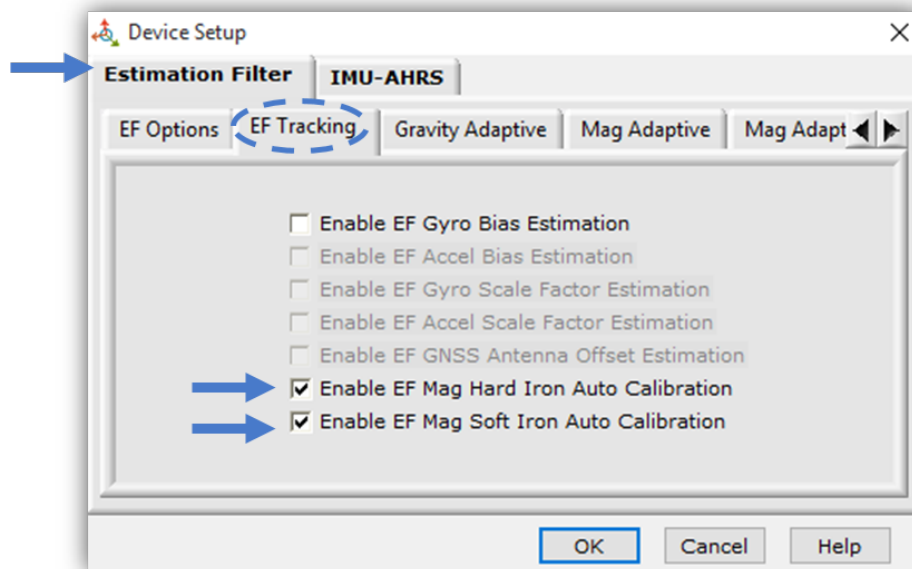 Device Setup
Estimation Filter IMU-AHRS
EF Options EF Tracking Gravity Adaptive Mag Adaptive Mag Adapt
Enable EF Gyro Bias Estimation
Enable EF Accel Bias Estimation
Enable EF Gyro Scale Factor Estimation
Enable EF Accel Scale Factor Estimation
Enable EF GNSS Antenna Offset Estimation
Enable EF Mag Hard Iron Auto Calibration
Enable EF Mag Soft Iron Auto Calibration
OK Cancel Help